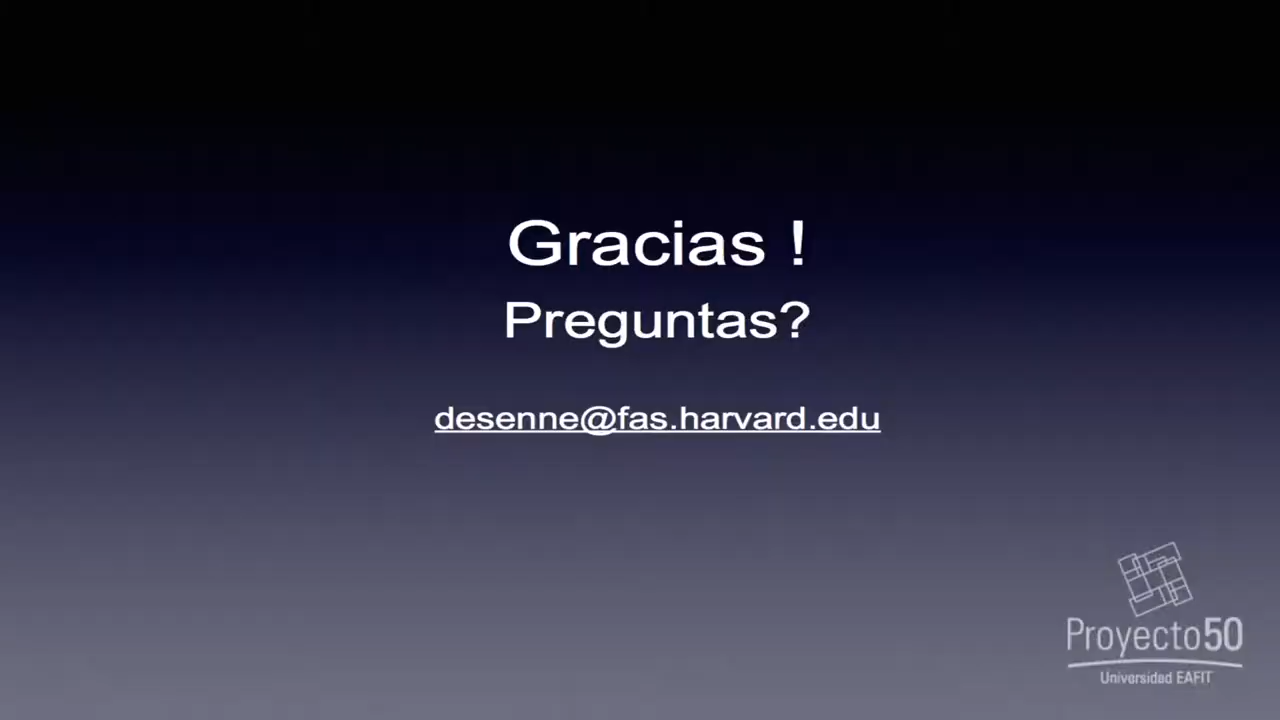 Gracias !
Preguntas?
desenne@fas.harvard.edu
Proyecto50
Universidad EAFIT